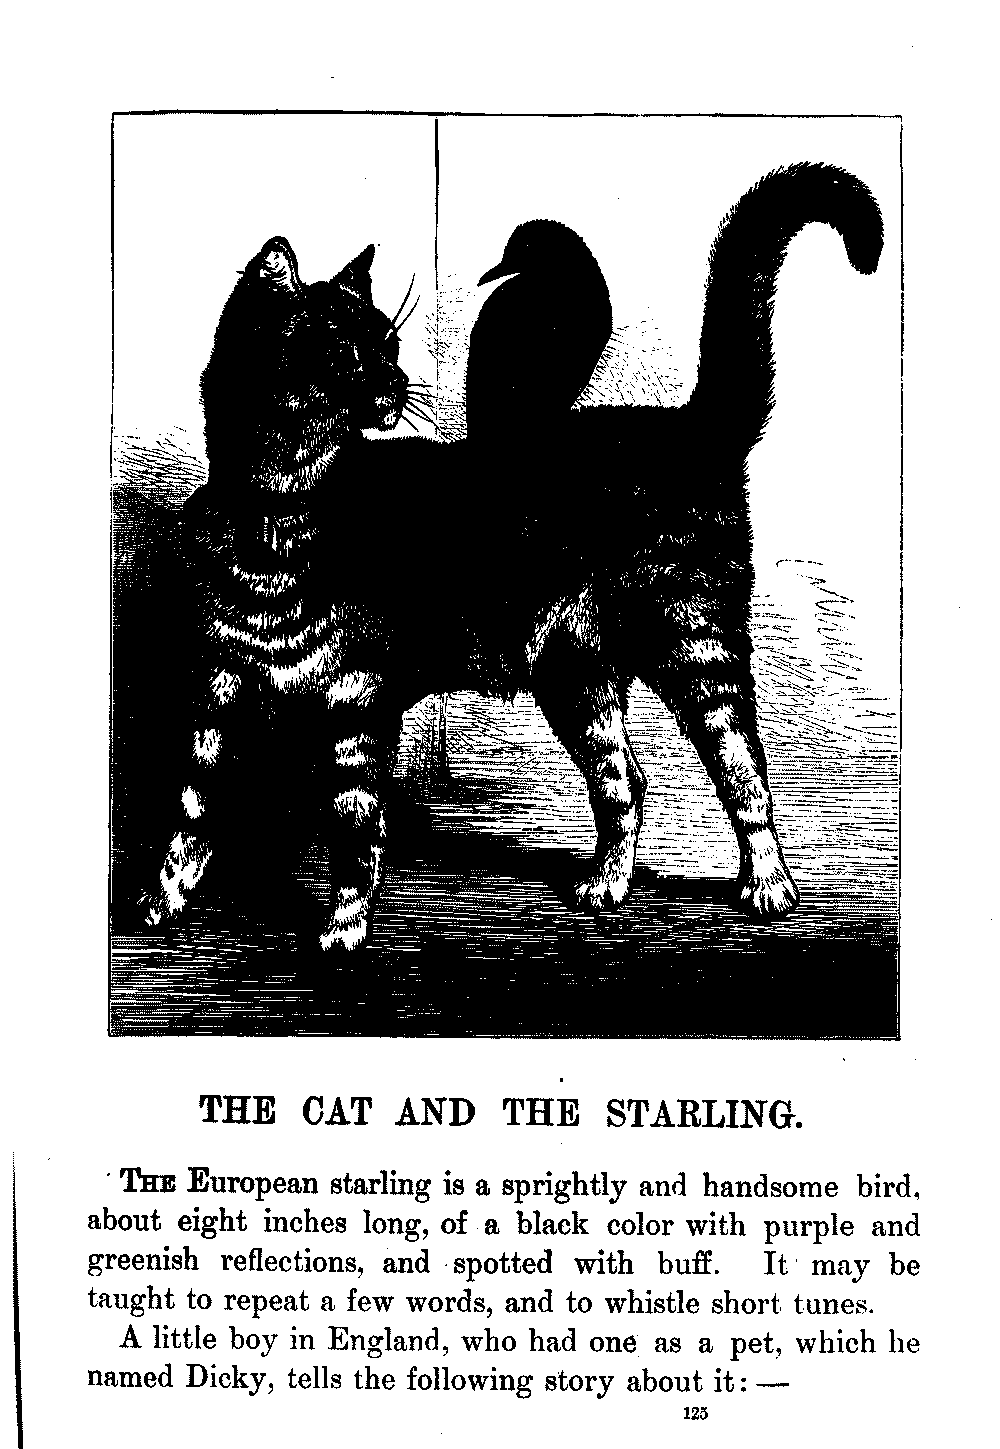 THE CAT AND THE STARLING.
THE European starling is a sprightly and handsome bird,
about eight inches long, of a black color with purple and
greenish reflections, and spotted with buff. It may be
taught to repeat a few words, and to whistle short tunes.
A little boy in England, who had one as a pet, which he
named Dicky, tells the following story about it: —
125